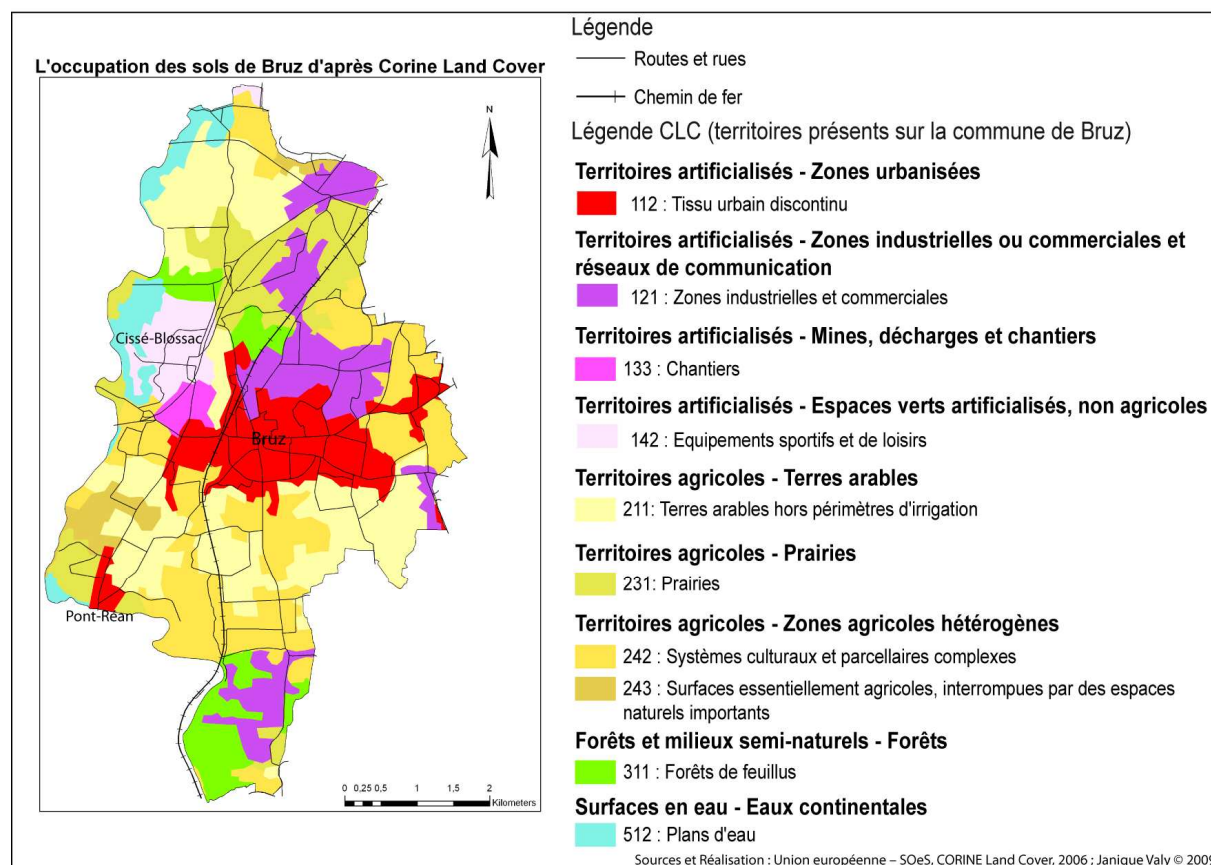 L'occupation des sols de Bruz d'après Corine Land Cover
N
Cissé-Blossac
Bruz
Pont-Réan
0 0,25 0,5 1 1,5 2
Kilometers
Légende
Routes et rues
Chemin de fer
Légende CLC (territoires présents sur la commune de Bruz)
Territoires artificialisés - Zones urbanisées
112 : Tissu urbain discontinu
Territoires artificialisés - Zones industrielles ou commerciales et
réseaux de communication
121 : Zones industrielles et commerciales
Territoires artificialisés - Mines, décharges et chantiers
133 : Chantiers
Territoires artificialisés - Espaces verts artificialisés, non agricoles
142 : Equipements sportifs et de loisirs
Territoires agricoles - Terres arables
211: Terres arables hors périmètres d'irrigation
Territoires agricoles - Prairies
231: Prairies
Territoires agricoles - Zones agricoles hétérogènes
242 : Systèmes culturaux et parcellaires complexes
243 : Surfaces essentiellement agricoles, interrompues par des espaces
naturels importants
Forêts et milieux semi-naturels - Forêts
311 : Forêts de feuillus
Surfaces en eau - Eaux continentales
512 : Plans d'eau
Sources et Réalisation : Union européenne – SOeS, CORINE Land Cover, 2006 ; Janique Valy © 2009